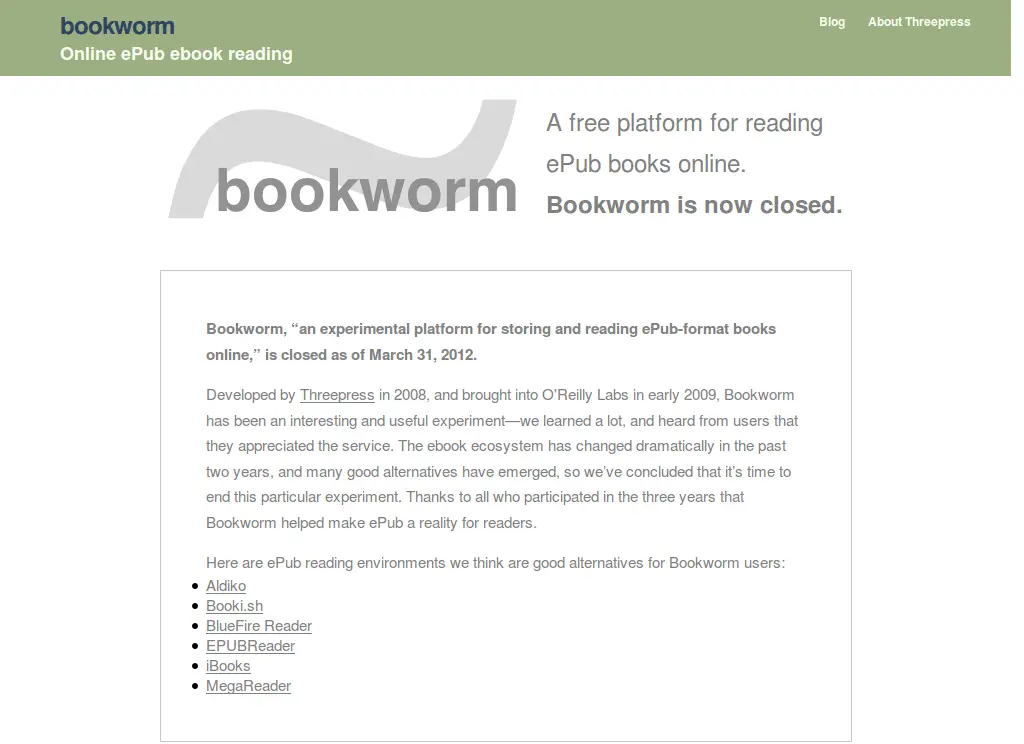 bookworm
Online ePub ebook reading
Blog
About Threepress
bookworm
A free platform for reading
ePub books online.
Bookworm is now closed.
Bookworm, “an experimental platform for storing and reading ePub-format books
online,” is closed as of March 31, 2012.
Developed by Threepress in 2008, and brought into O'Reilly Labs in early 2009, Bookworm
has been an interesting and useful experiment—we learned a lot, and heard from users that
they appreciated the service. The ebook ecosystem has changed dramatically in the past
two years, and many good alternatives have emerged, so we’ve concluded that it’s time to
end this particular experiment. Thanks to all who participated in the three years that
Bookworm helped make ePub a reality for readers.
Here are ePub reading environments we think are good alternatives for Bookworm users:
Aldiko
Booki.sh
BlueFire Reader
EPUBReader
iBooks
MegaReader